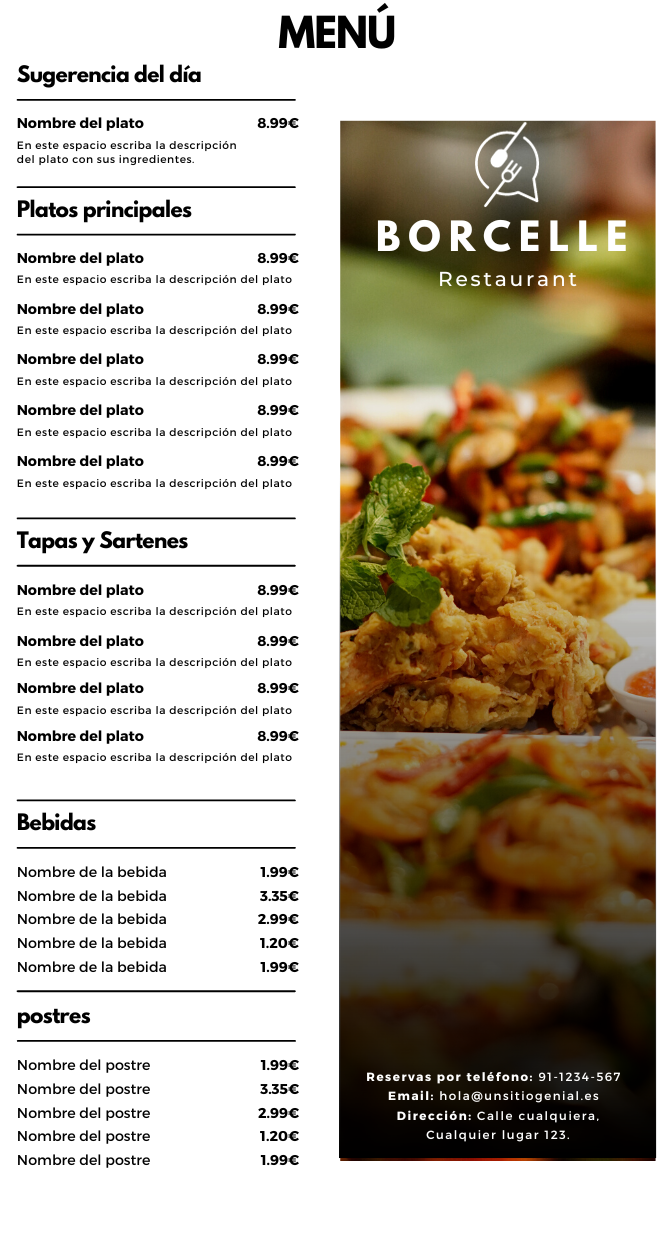 MENÚ
Sugerencia del día
Nombre del plato 8.99€
En este espacio escriba la descripción
del plato con sus ingredientes.
Platos principales
Nombre del plato 8.99€
En este espacio escriba la descripción del plato
Nombre del plato 8.99€
En este espacio escriba la descripción del plato
Nombre del plato 8.99€
En este espacio escriba la descripción del plato
Nombre del plato 8.99€
En este espacio escriba la descripción del plato
Nombre del plato 8.99€
En este espacio escriba la descripción del plato
Tapas y Sartenes
Nombre del plato 8.99€
En este espacio escriba la descripción del plato
Nombre del plato 8.99€
En este espacio escriba la descripción del plato
Nombre del plato 8.99€
En este espacio escriba la descripción del plato
Nombre del plato 8.99€
En este espacio escriba la descripción del plato
Bebidas
Nombre de la bebida 1.99€
Nombre de la bebida 3.35€
Nombre de la bebida 2.99€
Nombre de la bebida 1.20€
Nombre de la bebida 1.99€
postres
Nombre del postre 1.99€
Nombre del postre 3.35€
Nombre del postre 2.99€
Nombre del postre 1.20€
Nombre del postre 1.99€
BORCELLE
Restaurant
Reservas por teléfono: 91-1234-567
Email: hola@unsitiogenial.es
Dirección: Calle cualquiera,
Cualquier lugar 123.